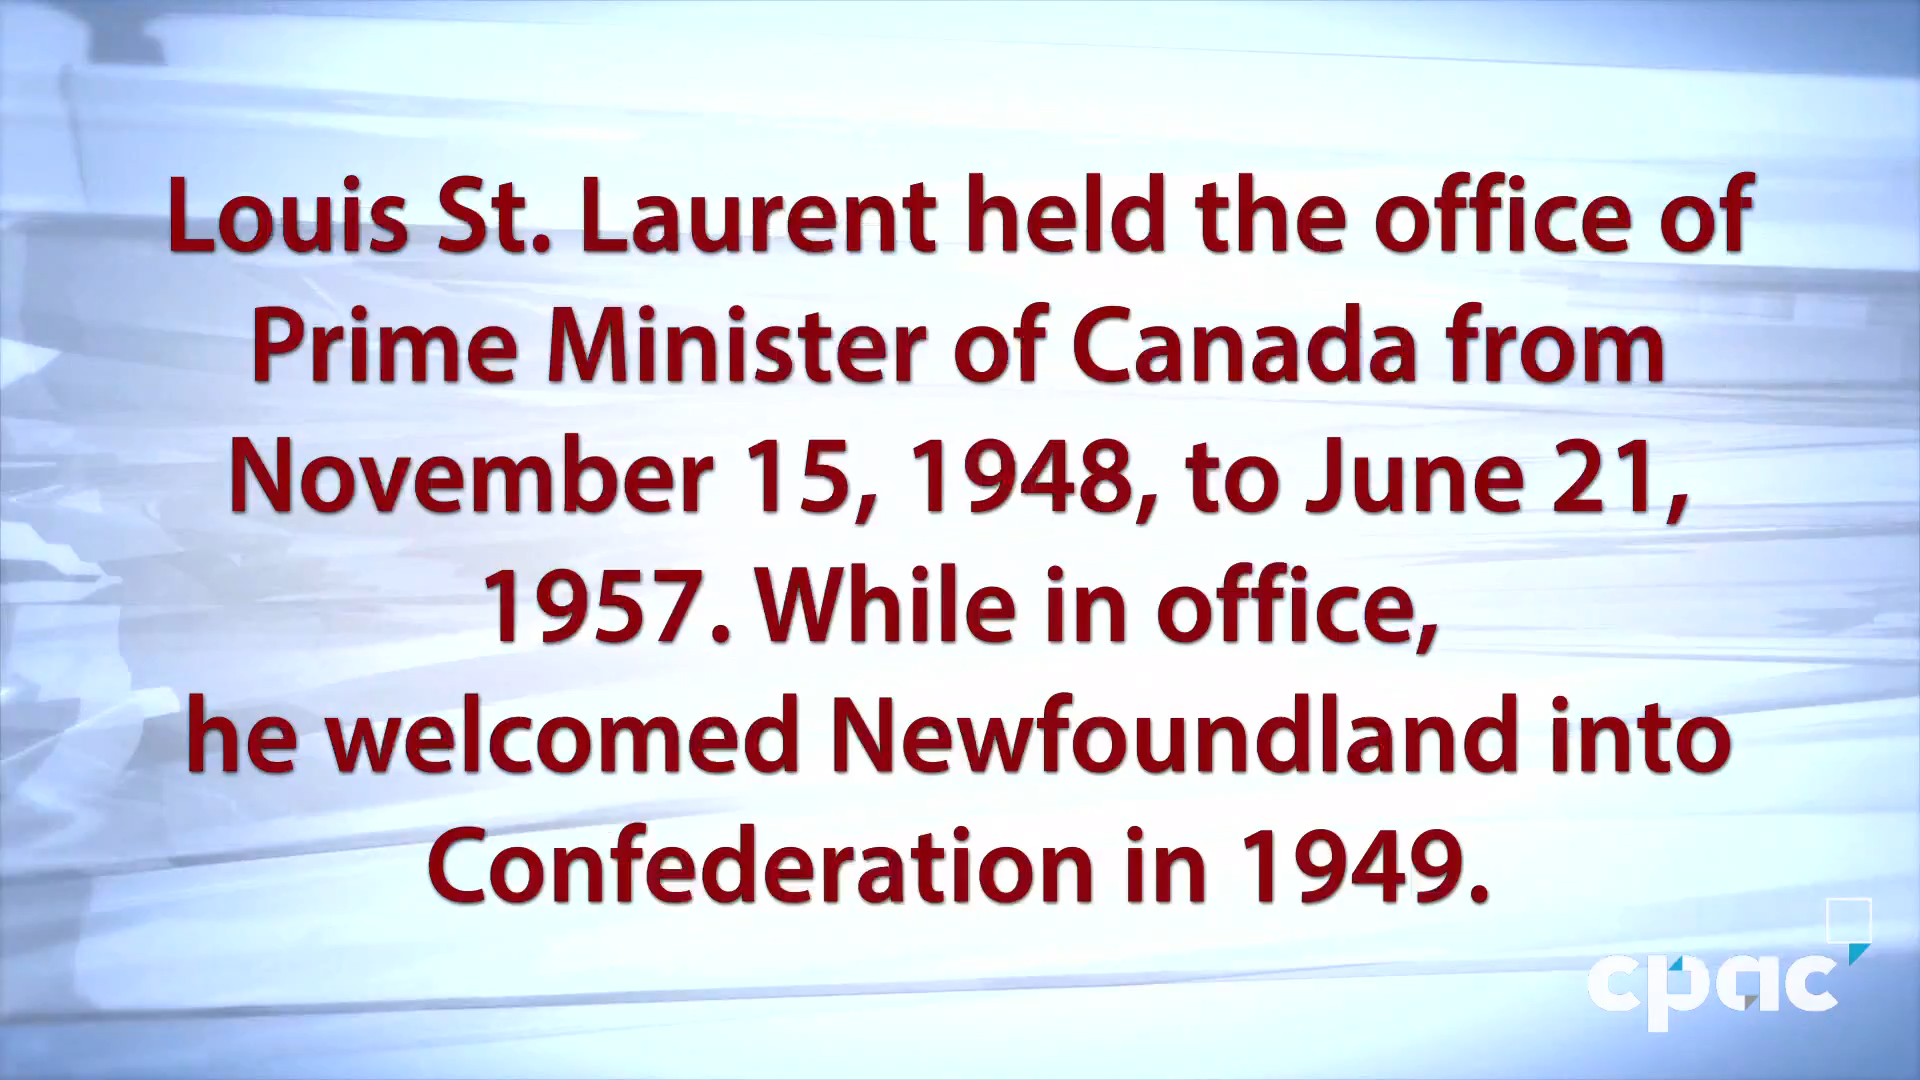 Louis St. Laurent held the office of
Prime Minister of Canada from
November 15, 1948, to June 21,
1957. While in office,
he welcomed Newfoundland into
Confederation in 1949.
cpac